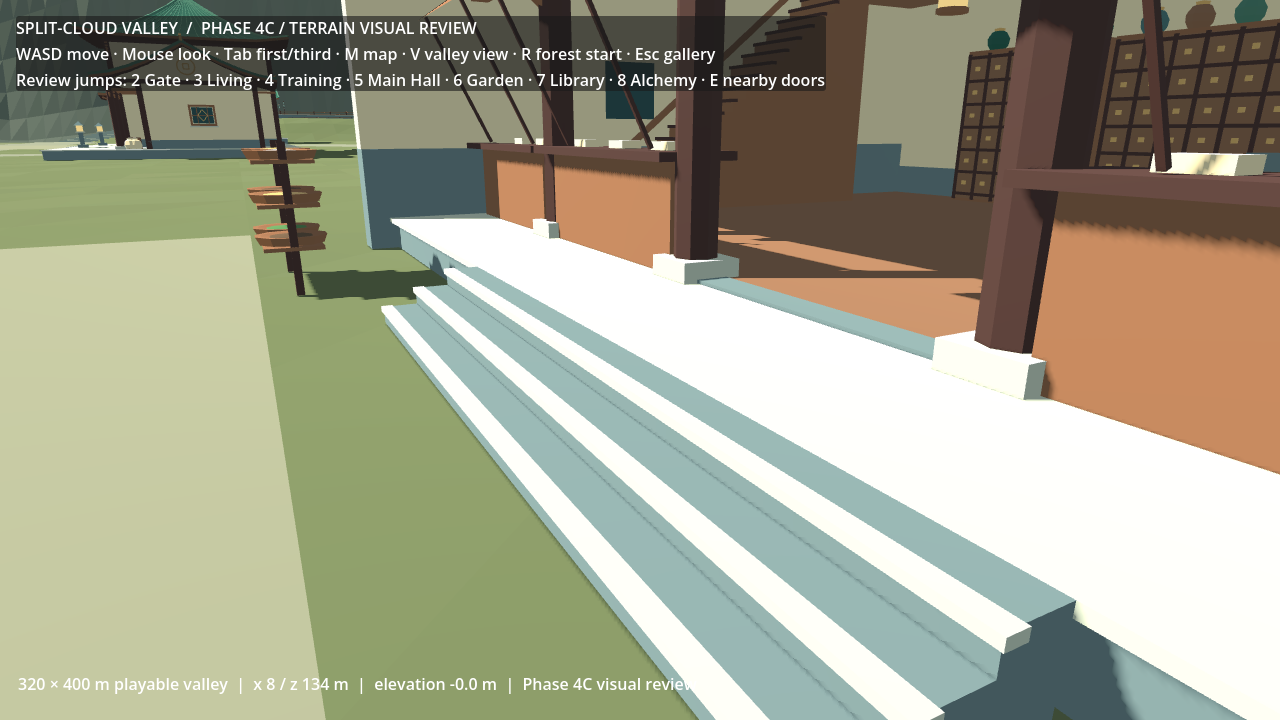 SPLIT-CLOUD VALLEY / PHASE 4C / TERRAIN VISUAL REVIEW
WASD move · Mouse look · Tab first/third · M map · V valley view · R forest start · Esc gallery
Review jumps: 2 Gate · 3 Living · 4 Training · 5 Main Hall · 6 Garden · 7 Library · 8 Alchemy · E nearby doors
320 × 400 m playable valley | x 8 / z 134 m | elevation -0.0 m | Phase 4C visual review